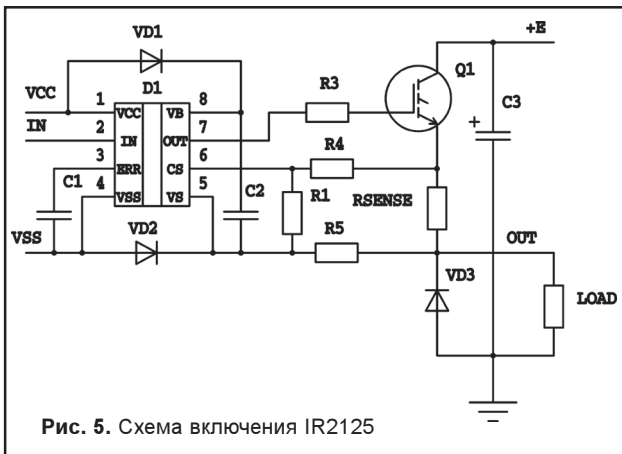 VD1
+E
D1
Q1
VCC
1
8
R3
C3
VCC
VB
IN
2
7
+
IN
OUT
3
6
R4
ERR
CS
C1
4
5
C2
VSS
VS
R1
RSENSE
VSS
VD2
R5
OUT
VD3
LOAD
Рис. 5. Схема включения IR2125